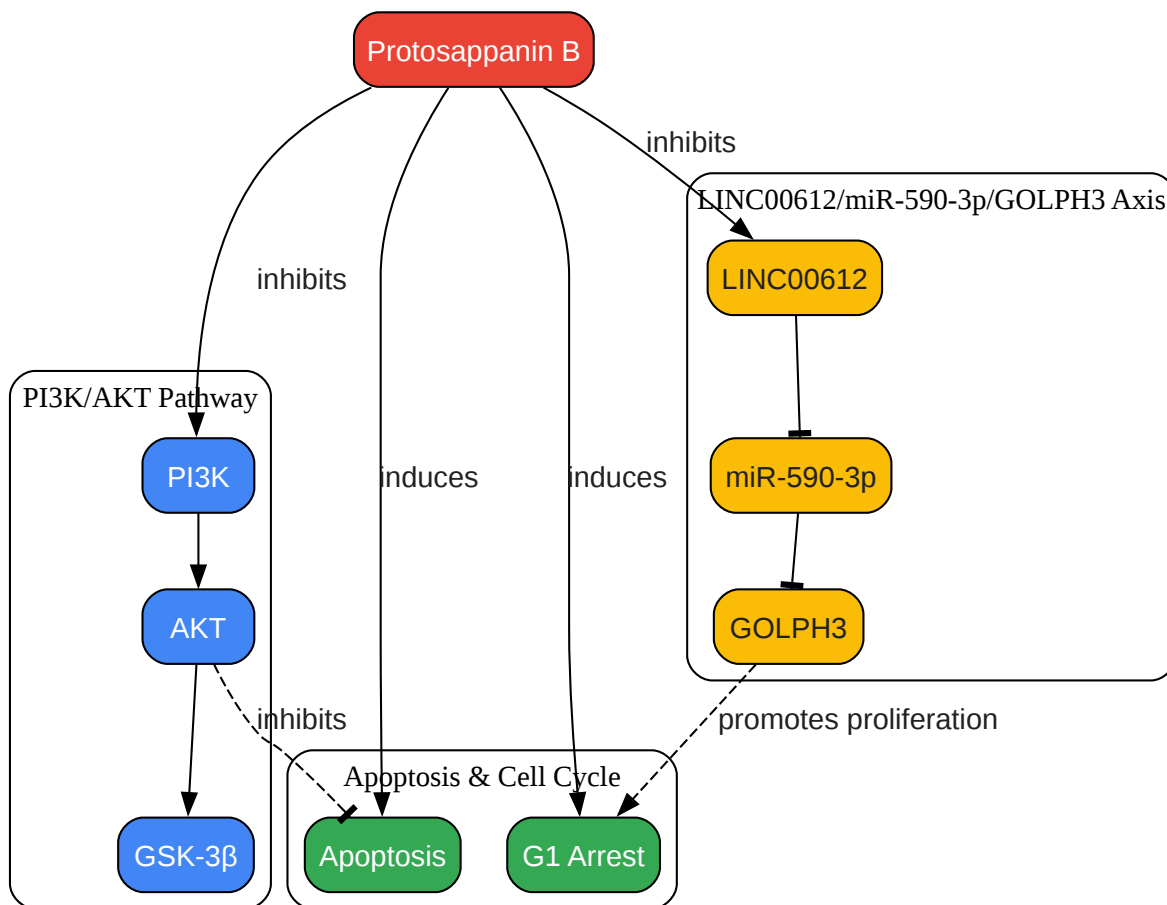 Protosappanin B
inhibits
LINC00612/miR-590-3p/GOLPH3 Axis
LINC00612
inhibits
PI3K/AKT Pathway
PI3K
induces
induces
miR-590-3p
AKT
GOLPH3
inhibits
promotes proliferation
Apoptosis & Cell Cycle
GSK-3β
Apoptosis
G1 Arrest